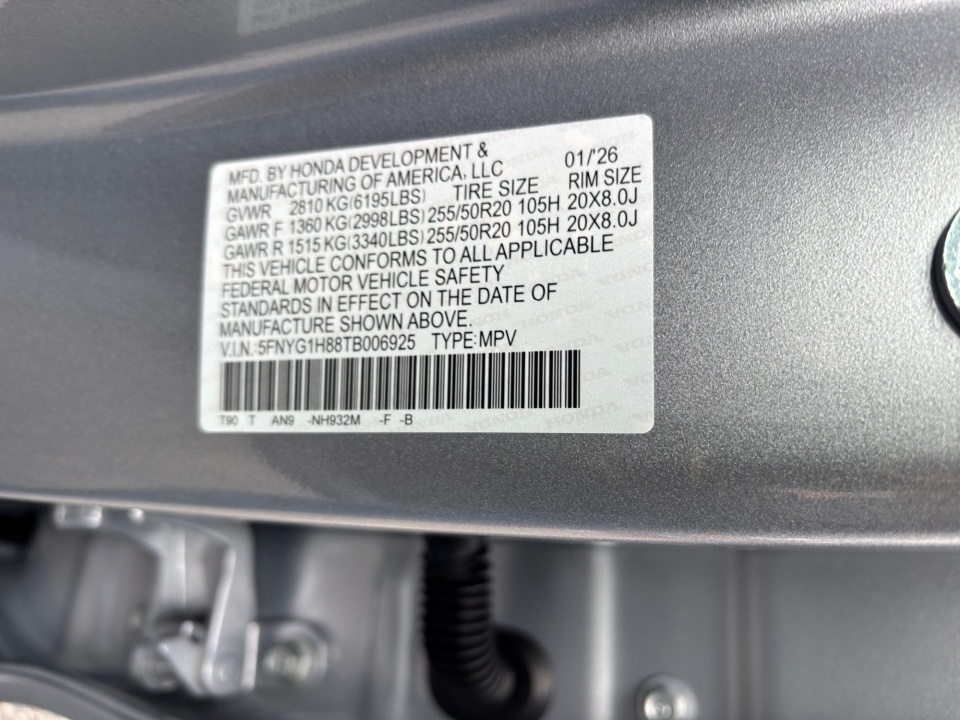 MFD. BY HONDA DEVELOPMENT &
MANUFACTURING OF AMERICA, LLC 01/'26
GVWR 2810 KG(6195LBS) TIRE SIZE RIM SIZE
GAWR F 1360 KG(2998LBS) 255/50R20 105H 20X8.0J
GAWR R 1515 KG(3340LBS) 255/50R20 105H 20X8.0J
THIS VEHICLE CONFORMS TO ALL APPLICABLE
FEDERAL MOTOR VEHICLE SAFETY
STANDARDS IN EFFECT ON THE DATE OF
MANUFACTURE SHOWN ABOVE.
V.I.N.:5FNYG1H88TB006925 TYPE:MPV
T90 T AN9 -NH932M -F -B